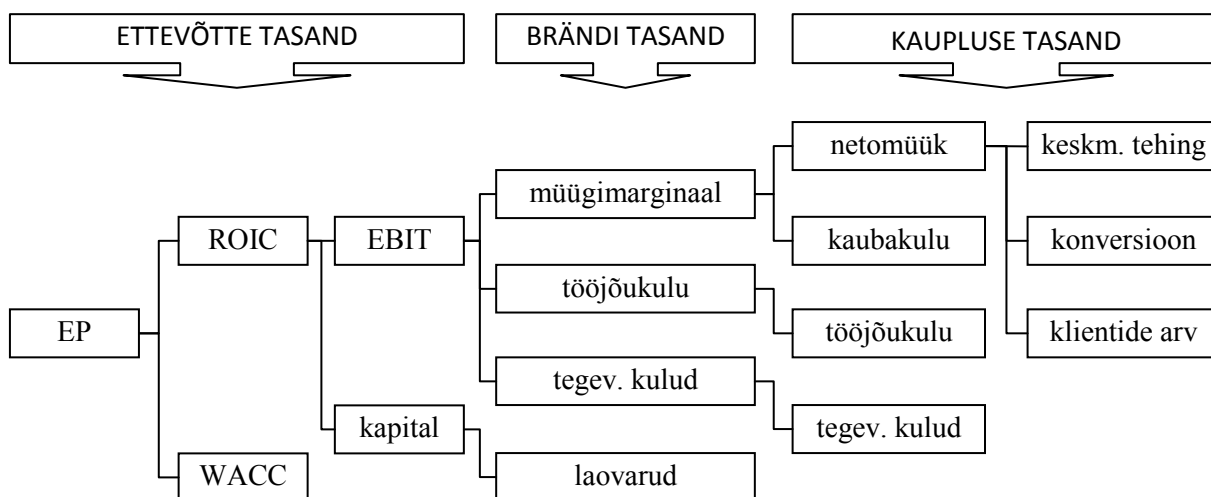 ETTEVÕTTE TASAND
BRÄNDI TASAND
KAUPLUSE TASAND
netomüük
keskm. tehing
müügimarginaal
ROIC
EBIT
kaubakulu
konversioon
tööjõukulu
EP
tööjõukulu
klientide arv
tegev. kulud
kapital
tegev. kulud
WACC
laovarud